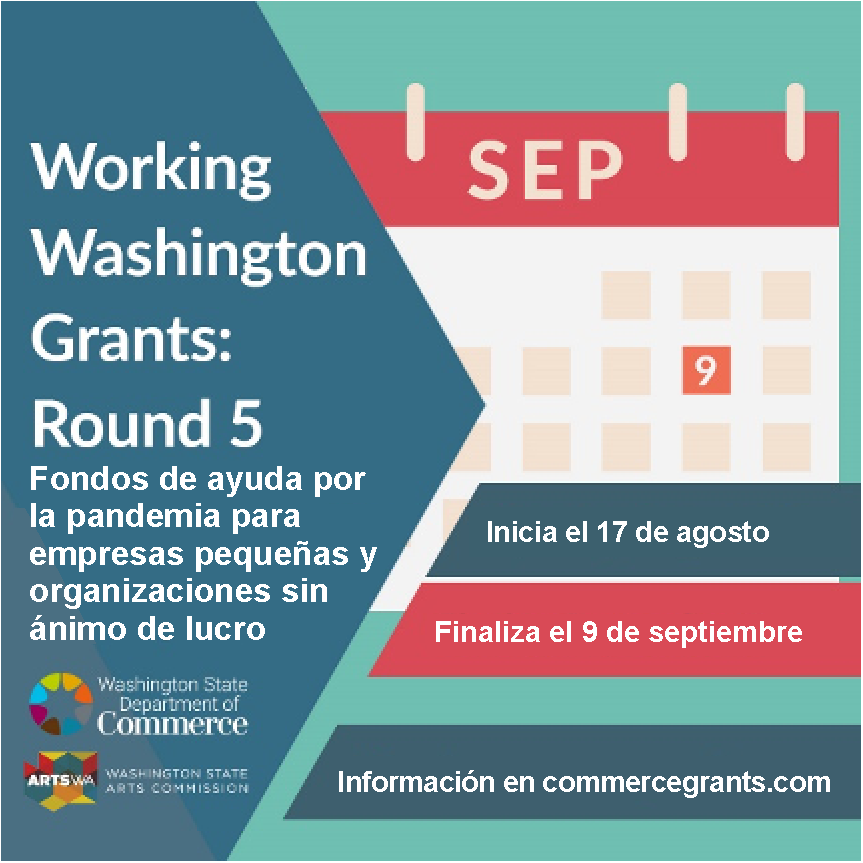 Working
Washington
Grants:
Round 5
Fondos de ayuda por
la pandemia para
empresas pequeñas y
organizaciones sin
ánimo de lucro
Washington State
Department of
Commerce
ARTSWA
WASHINGTON STATE
ARTS COMMISSION
SEP
9
Inicia el 17 de agosto
Finaliza el 9 de septiembre
Información en commercegrants.com